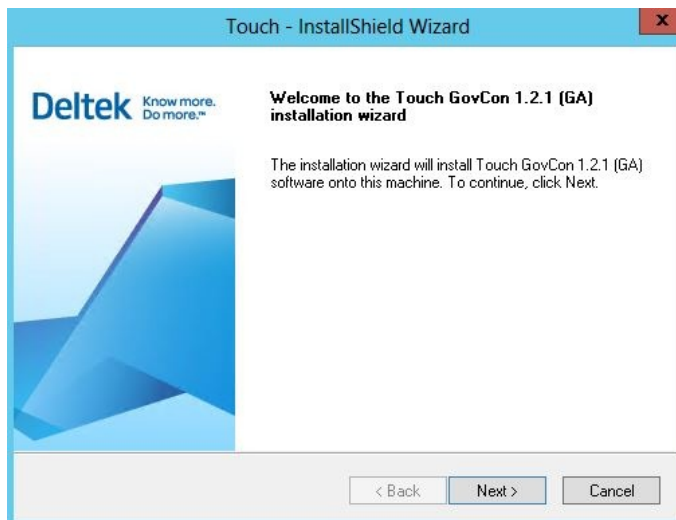 Touch - InstallShield Wizard
x
Deltek Know more.
Do more.™
Welcome to the Touch GovCon 1.2.1 (GA)
installation wizard
The installation wizard will install Touch GovCon 1.2.1 (GA)
software onto this machine. To continue, click Next.
< Back Next > Cancel